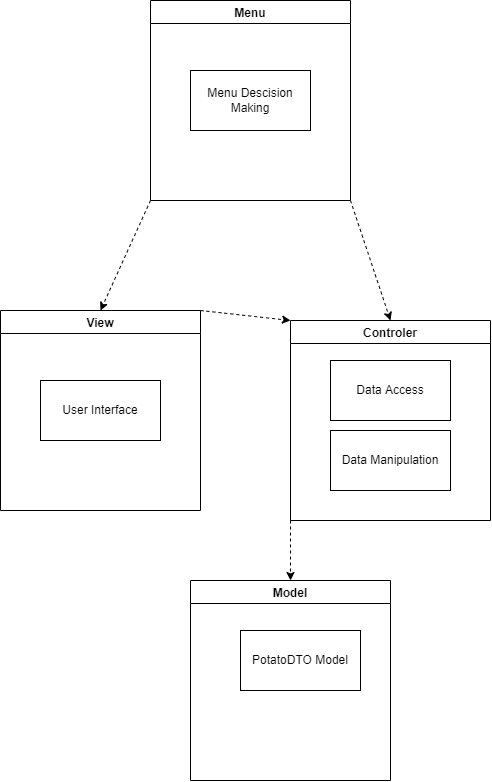 Menu
Menu Descision
Making
View
User Interface
Controler
Data Access
Data Manipulation
Model
PotatoDTO Model